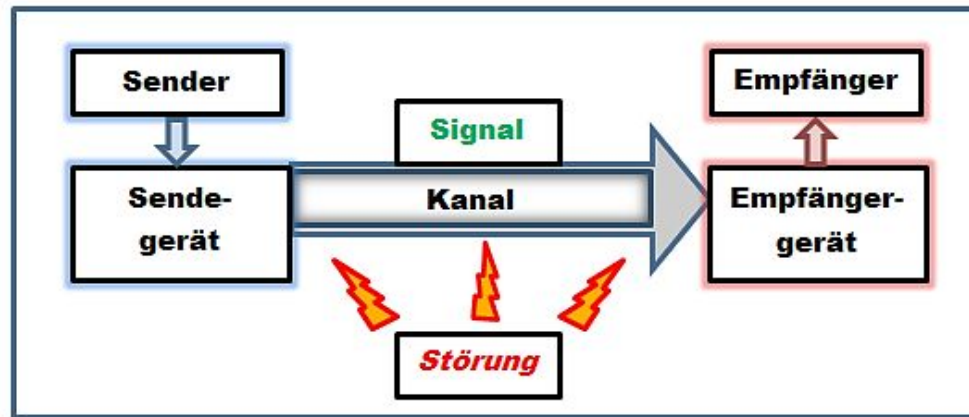 Sender
Empfänger
Signal
Sende-
gerät
Kanal
Empfänger-
gerät
Störung